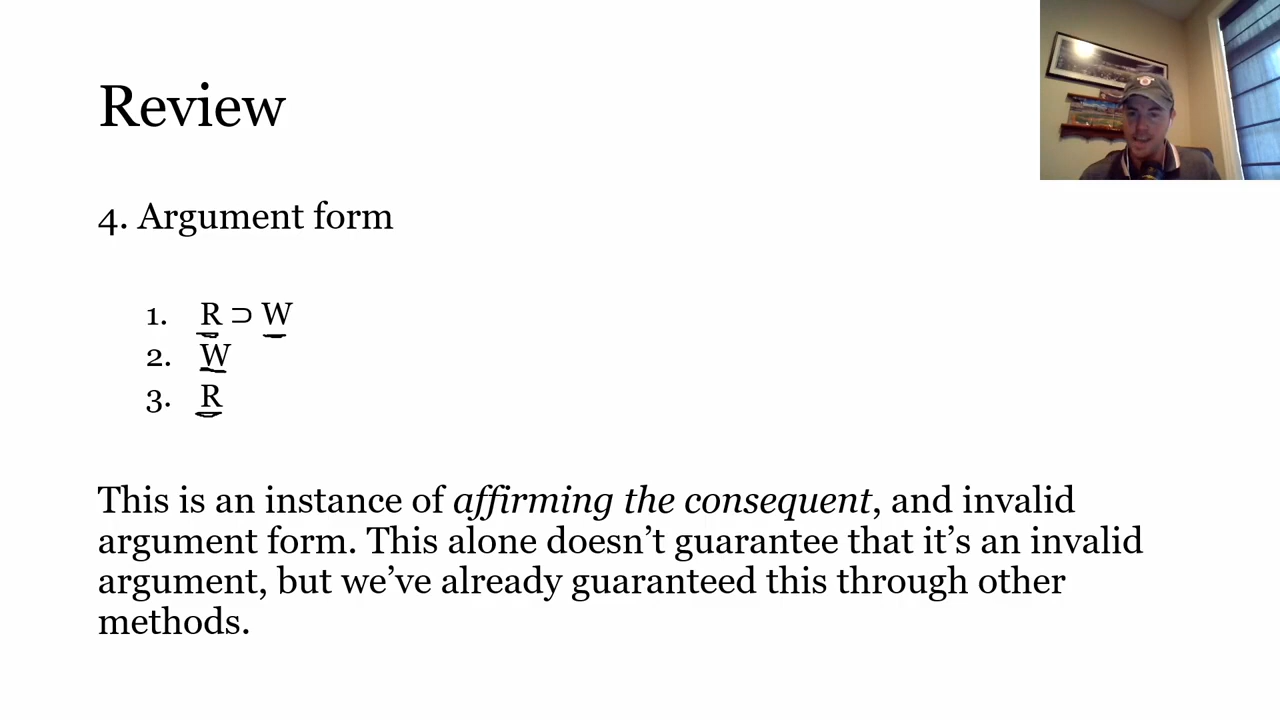 Review
4. Argument form
1. R ⊃ W
2. W
3. R
This is an instance of affirming the consequent, and invalid
argument form. This alone doesn’t guarantee that it’s an invalid
argument, but we’ve already guaranteed this through other
methods.